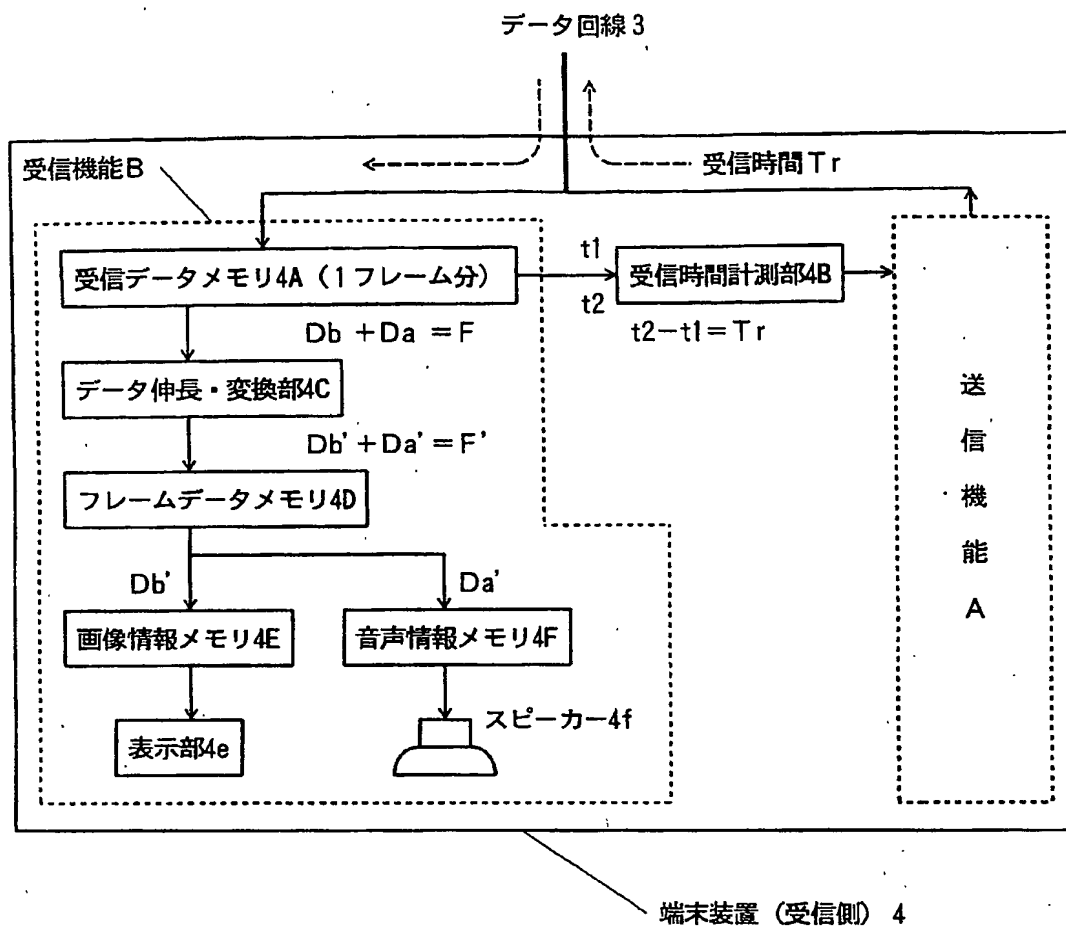 データ回線3
受信機能B
受信時間Tr
受信データメモリ4A（1フレーム分）
t1
t2
受信時間計測部4B
t2−t1＝Tr
Db＋Da＝F
データ伸長・変換部4C
Db'＋Da'＝F'
フレームデータメモリ4D
Db'
Da'
画像情報メモリ4E
音声情報メモリ4F
表示部4e
スピーカー4f
送信機能A
端末装置（受信側）4